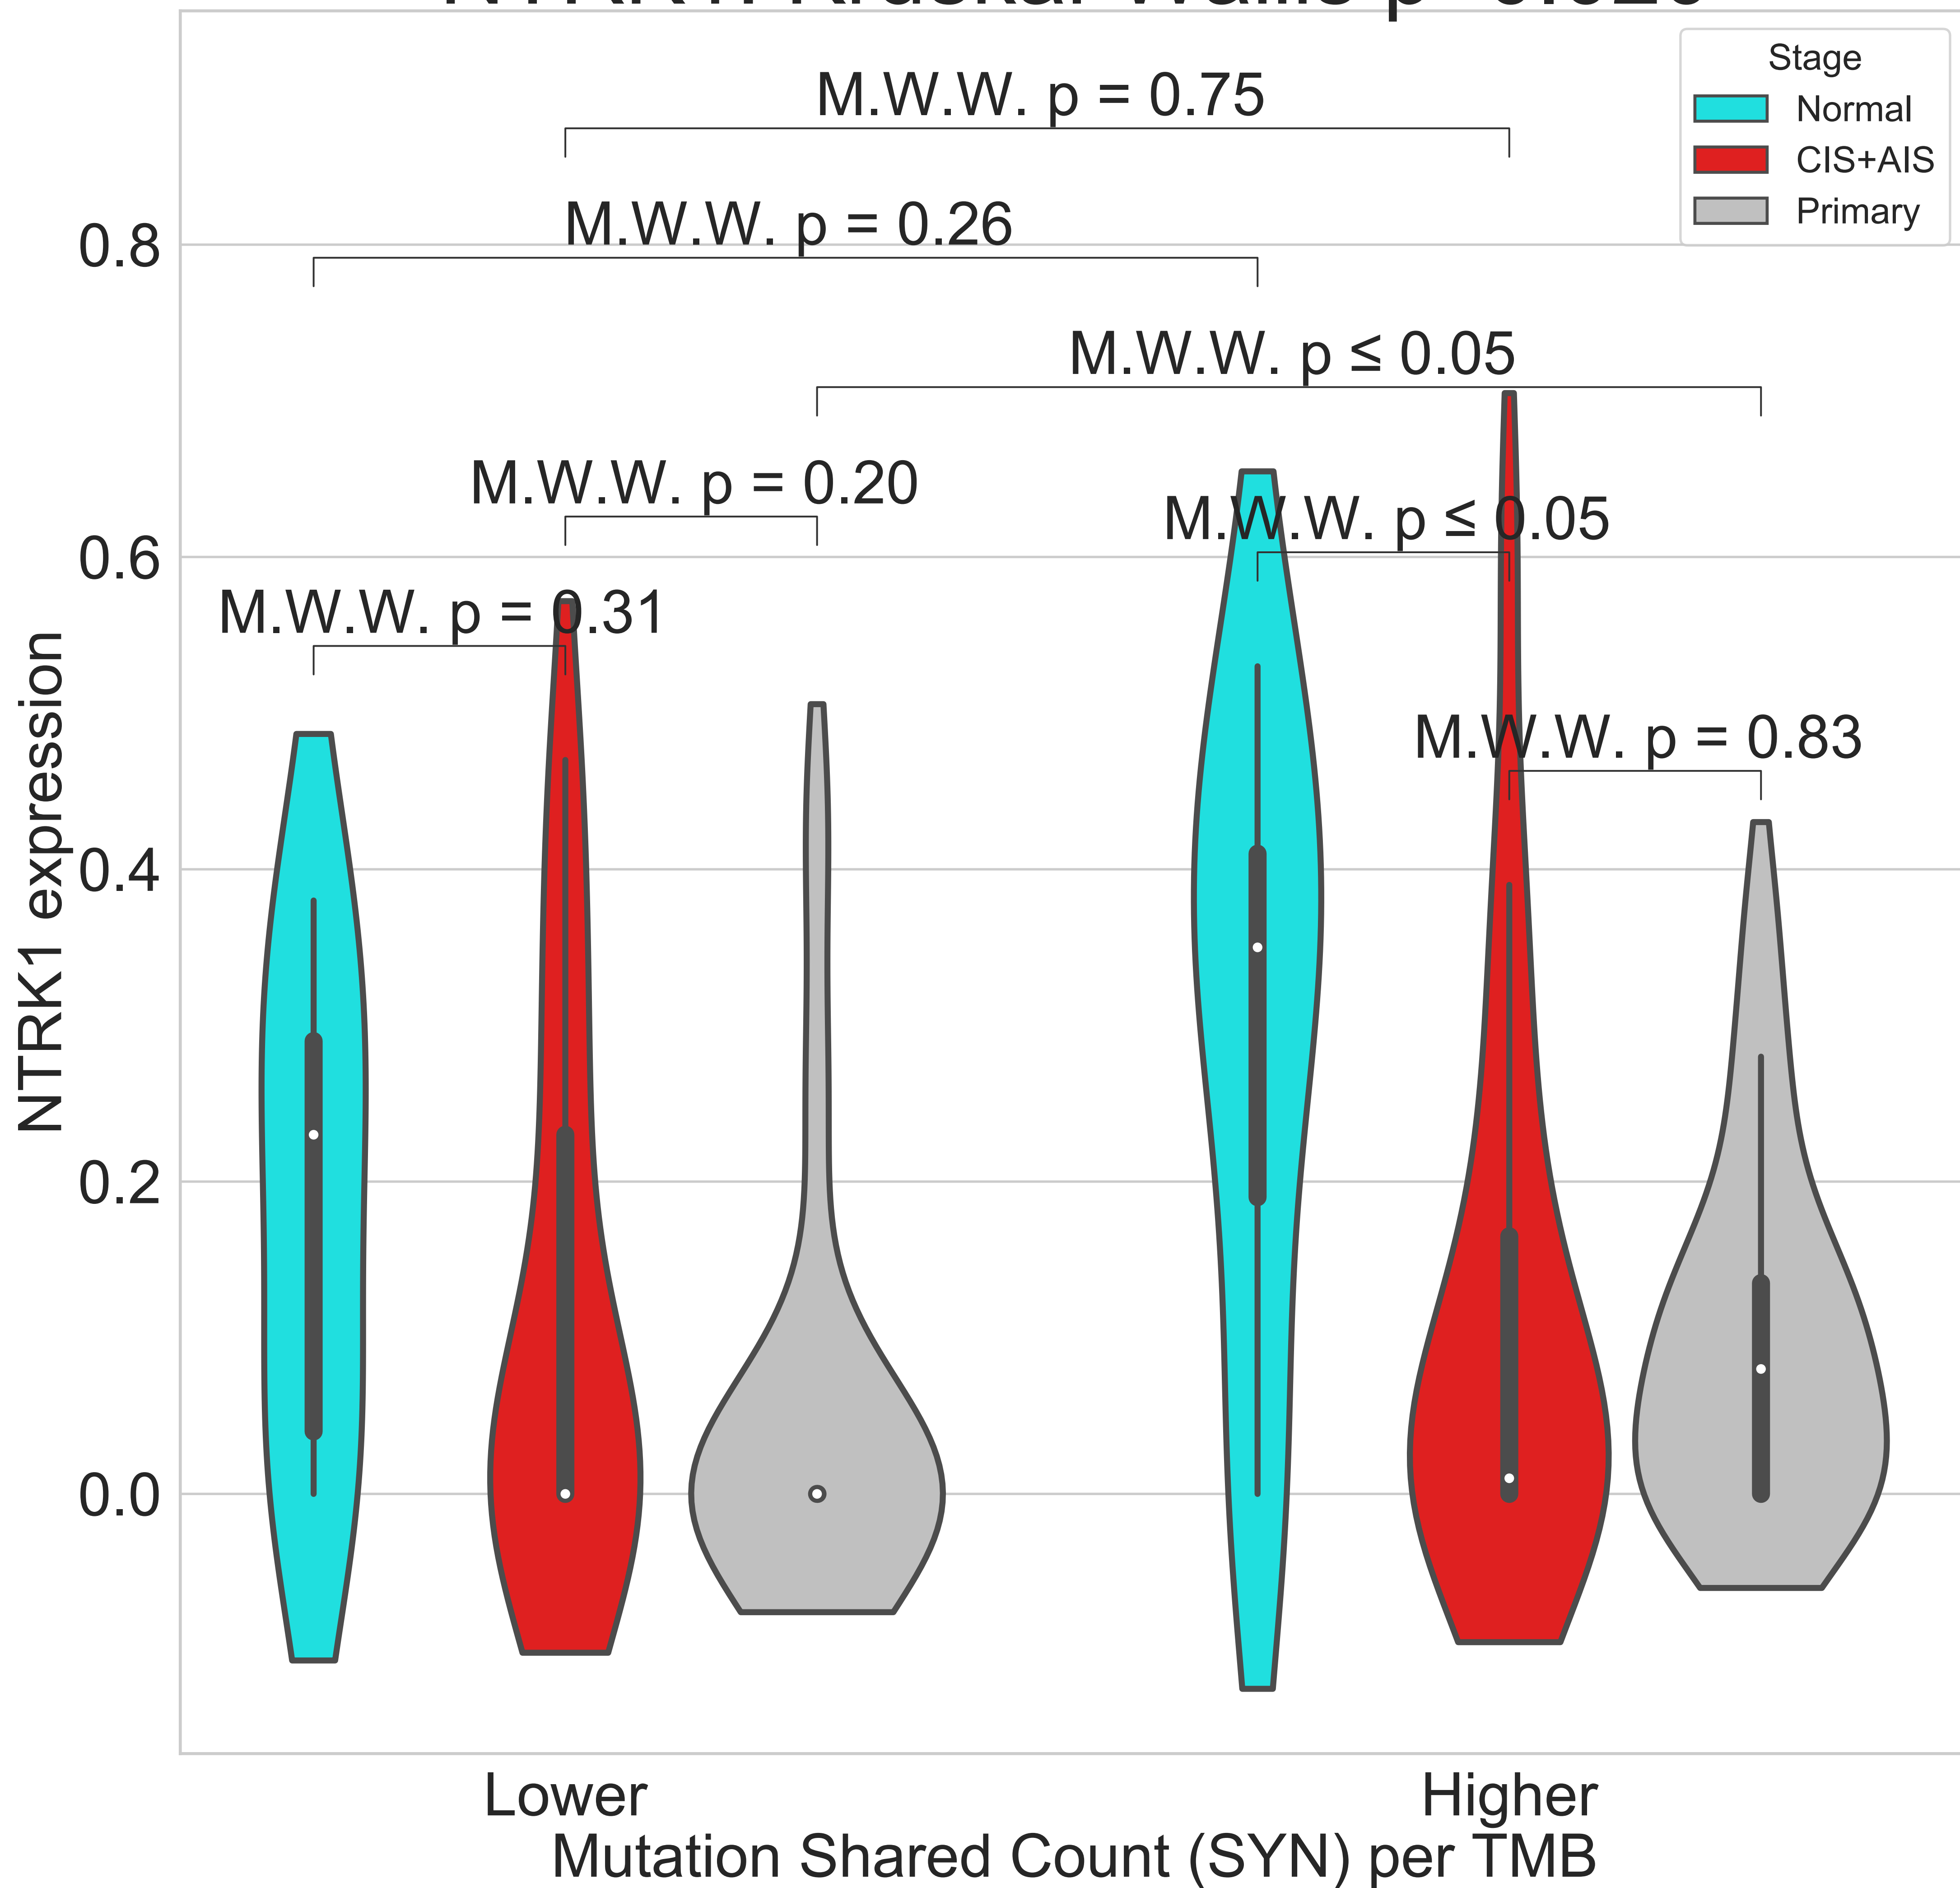 M.W.W. p = 0.75
M.W.W. p = 0.26
M.W.W. p ≤ 0.05
M.W.W. p = 0.20
M.W.W. p ≤ 0.05
M.W.W. p = 0.31
M.W.W. p = 0.83
Stage
Normal
CIS+AIS
Primary
NTRK1 expression
0.8
0.6
0.4
0.2
0.0
Lower
Higher
Mutation Shared Count (SYN) per TMB